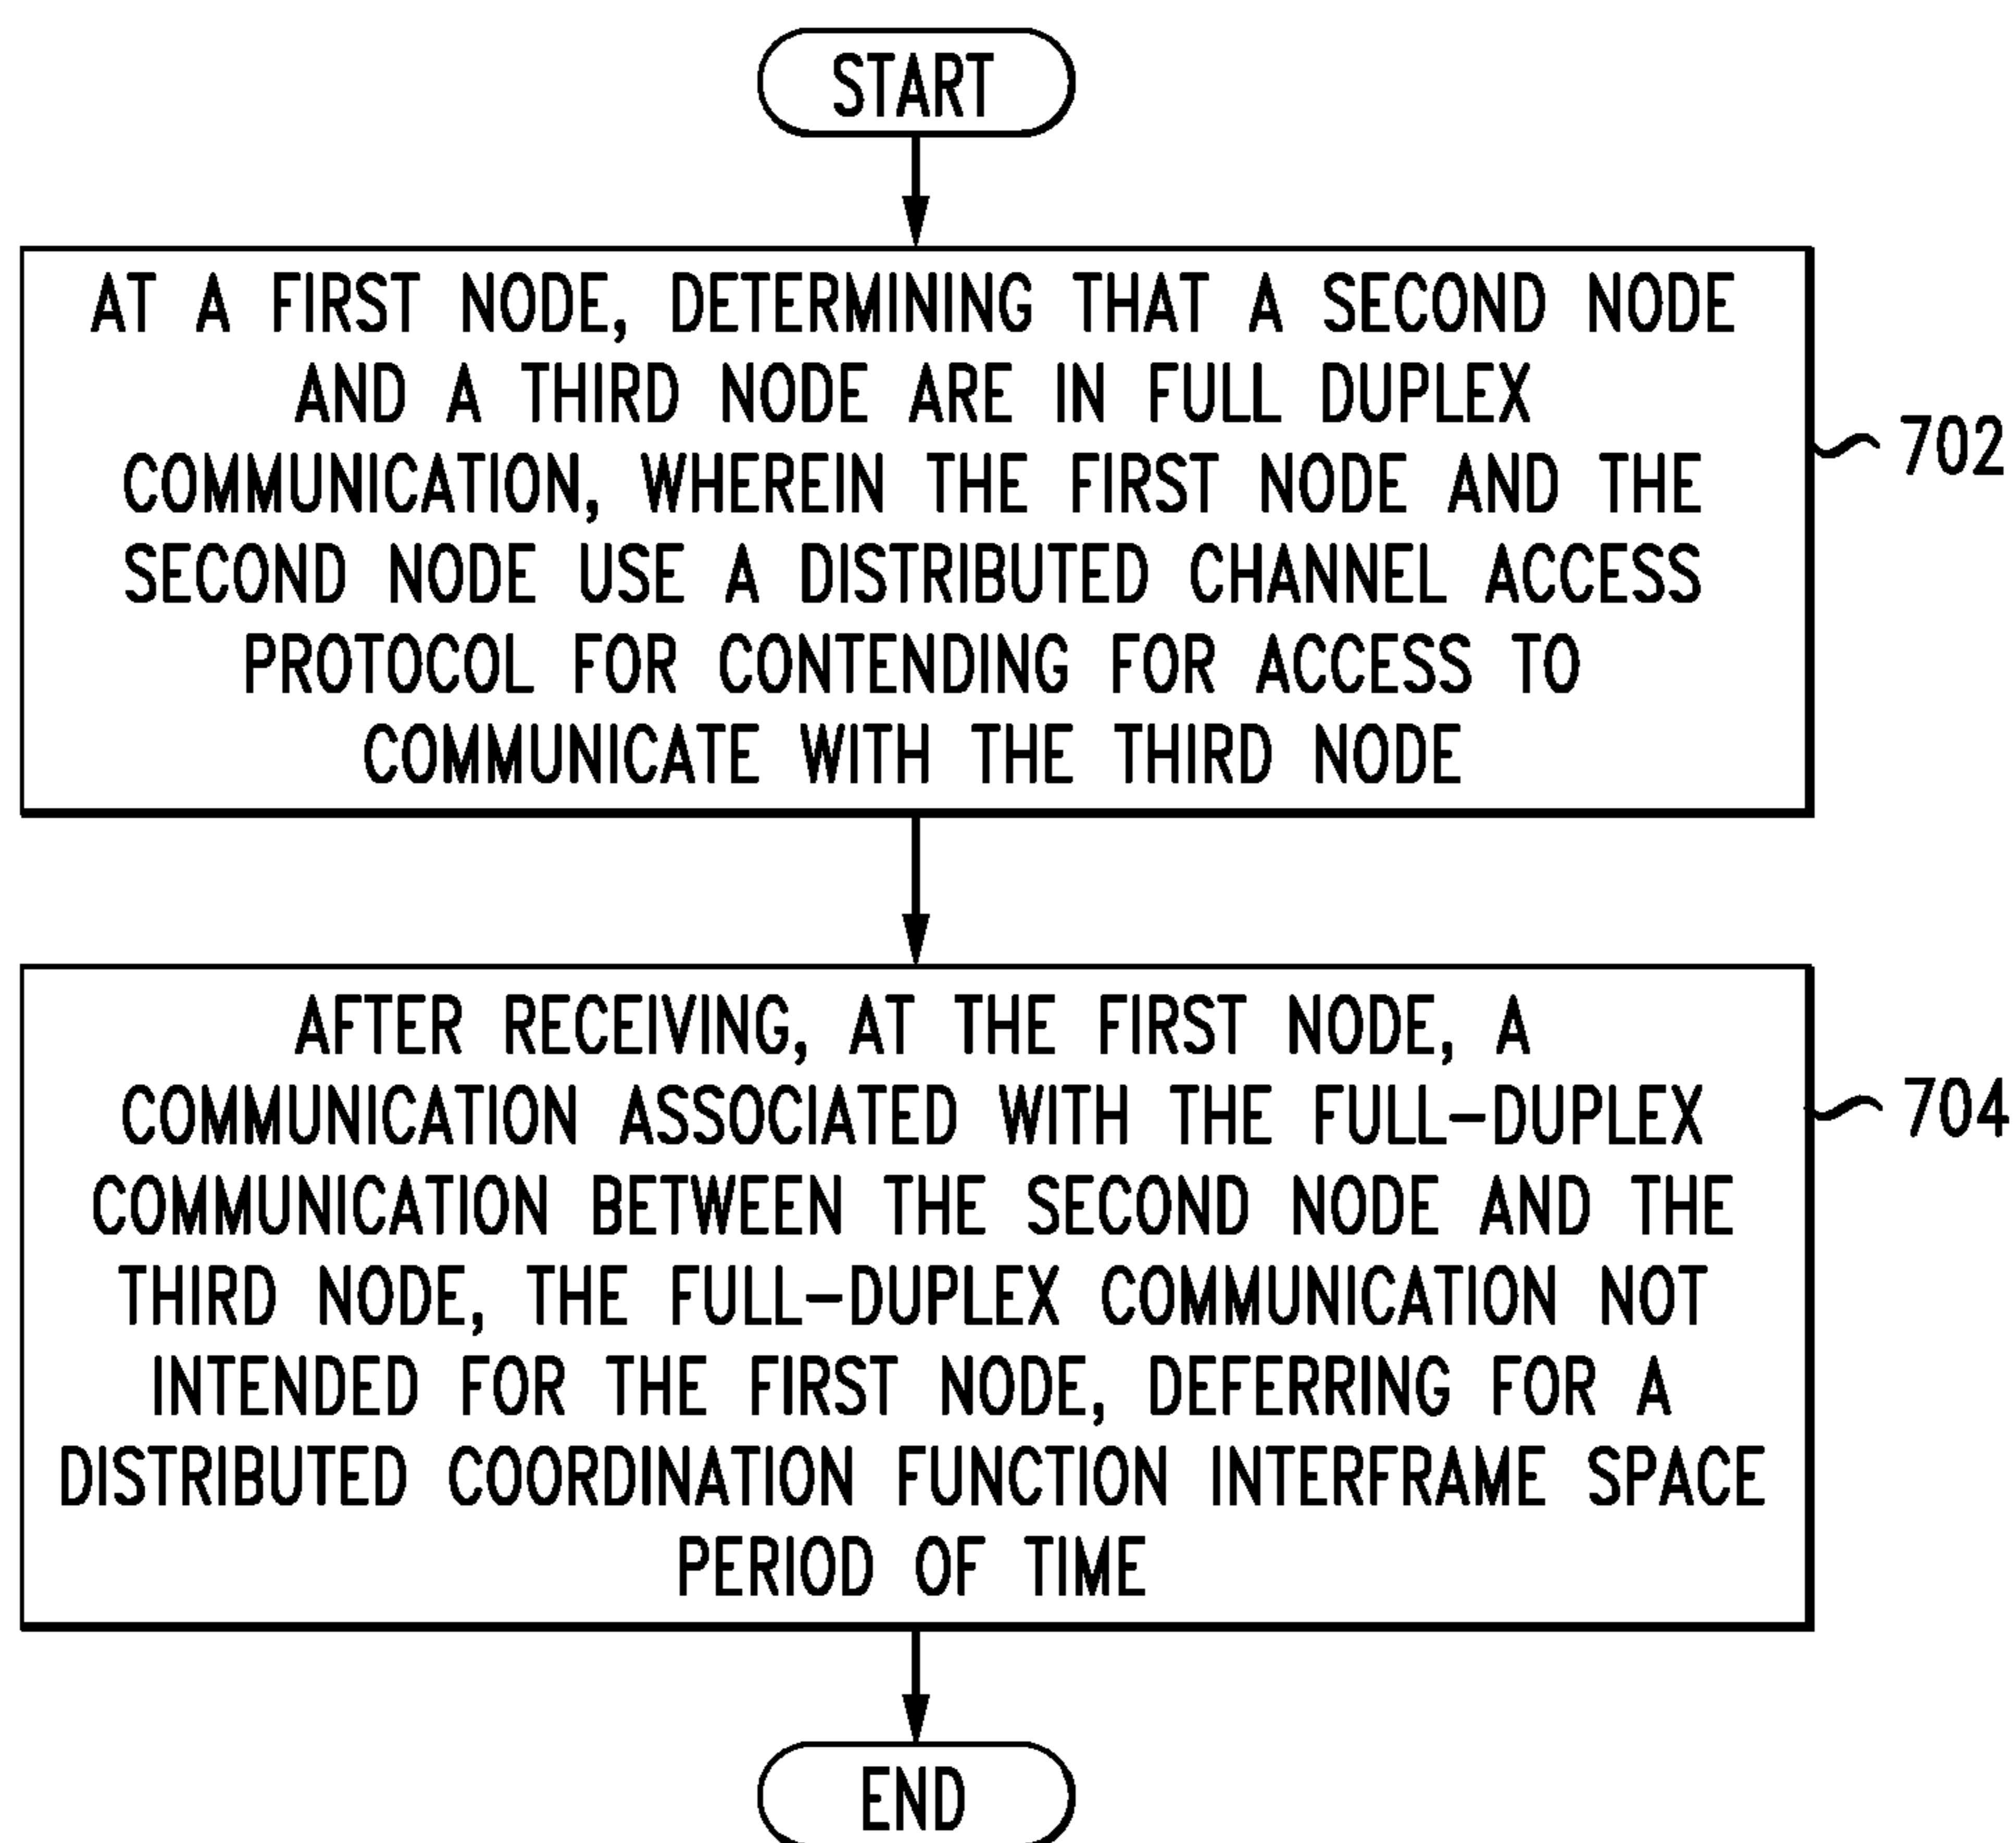 START
AT A FIRST NODE, DETERMINING THAT A SECOND NODE
AND A THIRD NODE ARE IN FULL DUPLEX
COMMUNICATION, WHEREIN THE FIRST NODE AND THE
SECOND NODE USE A DISTRIBUTED CHANNEL ACCESS
PROTOCOL FOR CONTENDING FOR ACCESS TO
COMMUNICATE WITH THE THIRD NODE
702
AFTER RECEIVING, AT THE FIRST NODE, A
COMMUNICATION ASSOCIATED WITH THE FULL-DUPLEX
COMMUNICATION BETWEEN THE SECOND NODE AND THE
THIRD NODE, THE FULL-DUPLEX COMMUNICATION NOT
INTENDED FOR THE FIRST NODE, DEFERRING FOR A
DISTRIBUTED COORDINATION FUNCTION INTERFRAME SPACE
PERIOD OF TIME
704
END